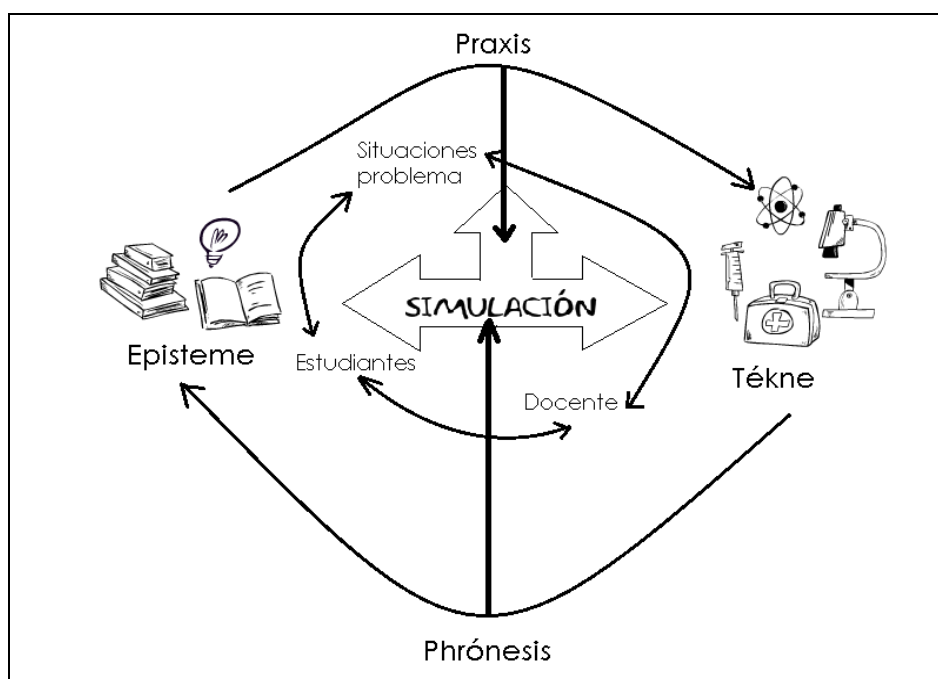 Praxis
Situaciones
problema
SIMULACIÓN
Episteme
Estudiantes
Tékne
Docente
Phrónesis